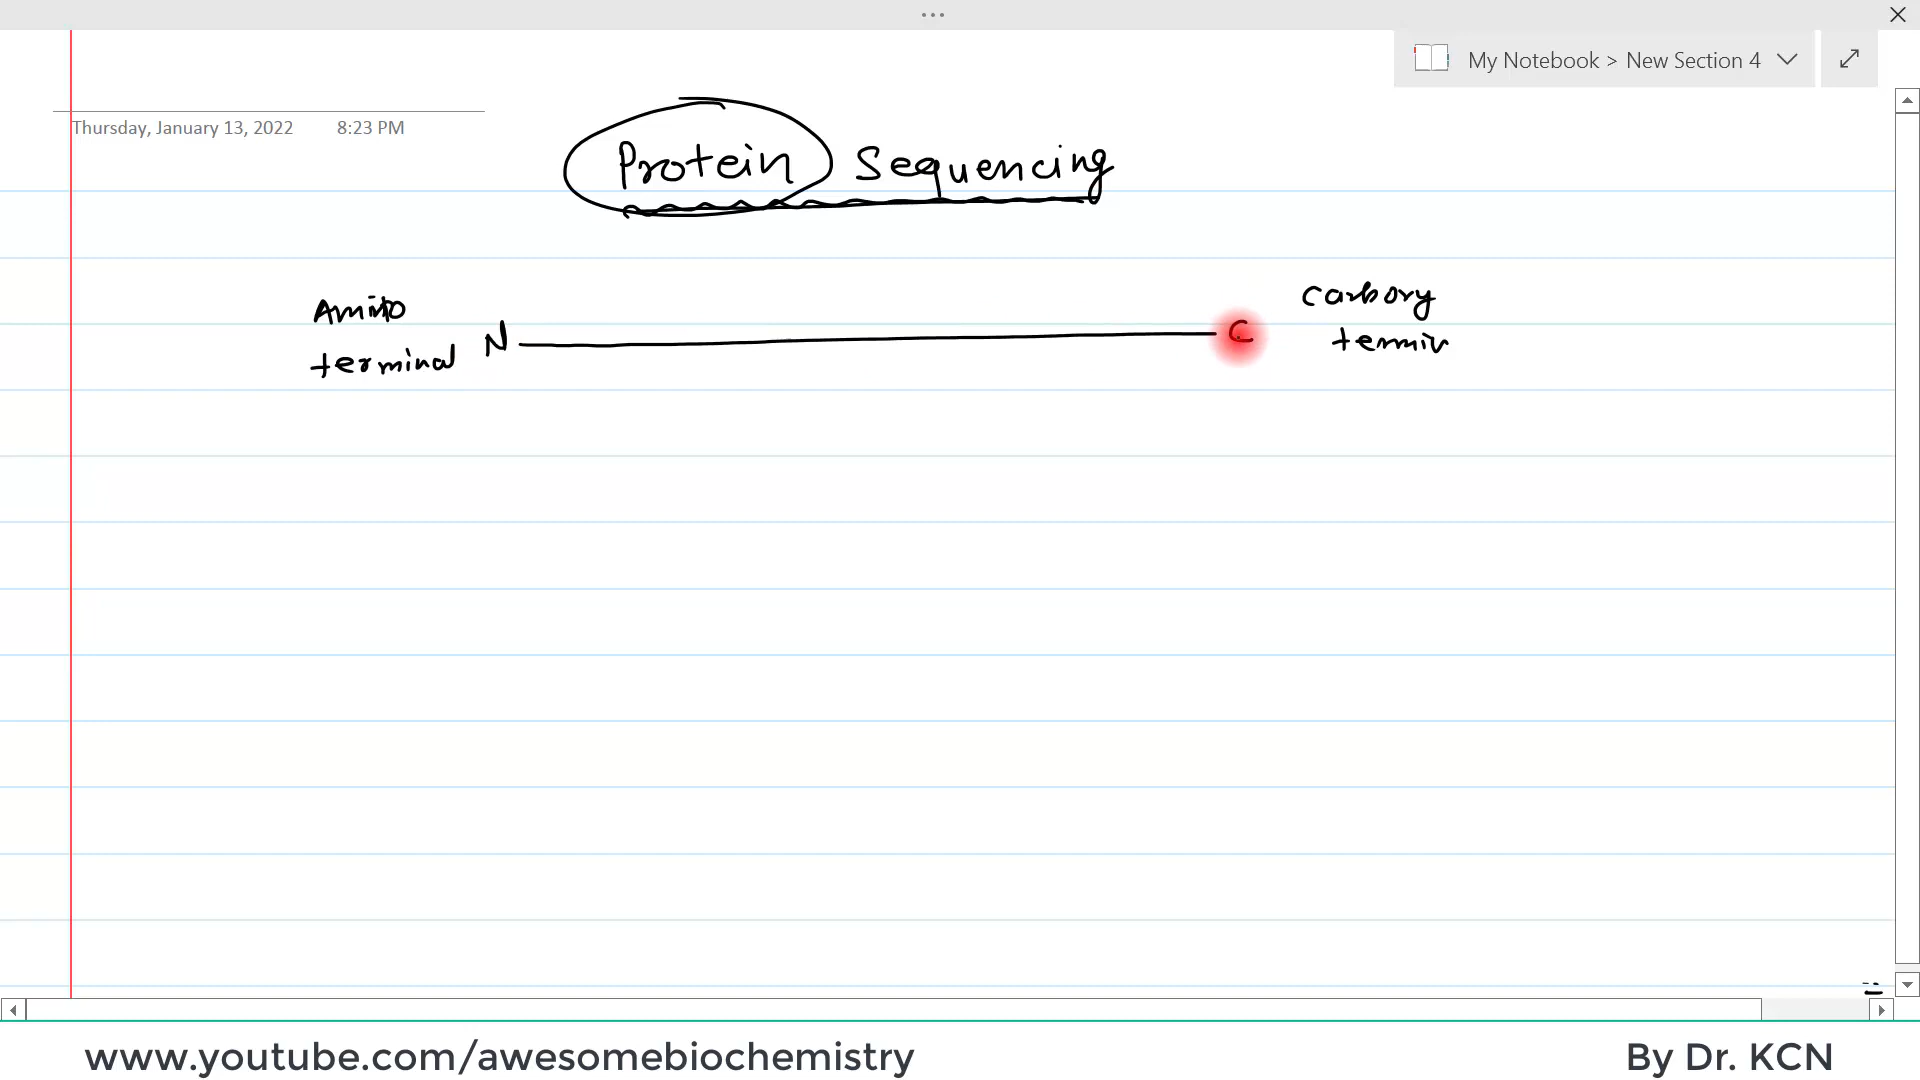 My Notebook > New Section 4
Thursday, January 13, 2022 8:23 PM
Protein Sequencing
Amino
terminal N
C
Carboxy
termin
www.youtube.com/awesomebiochemistry
By Dr. KCN